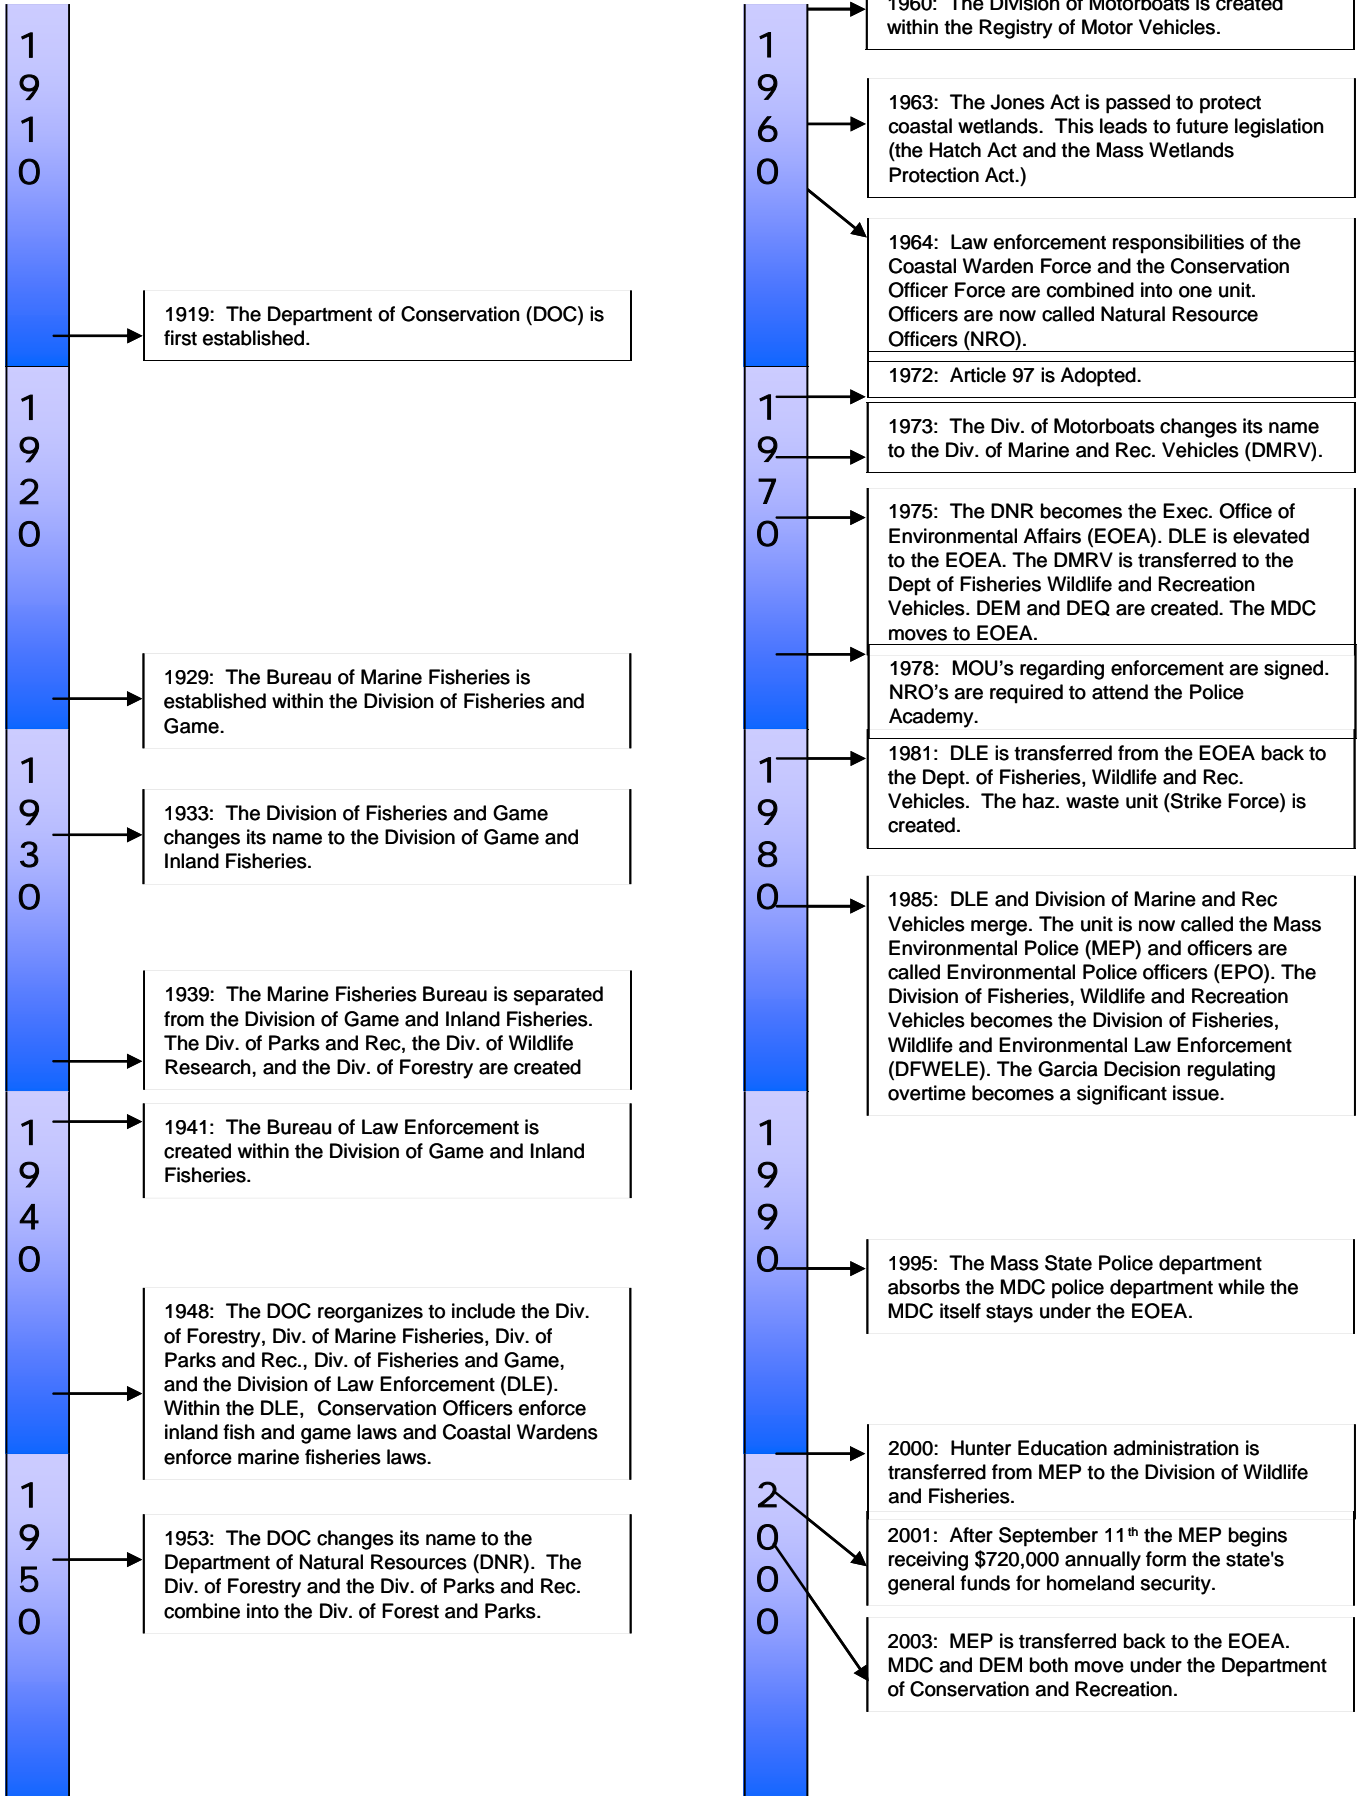 1910
1919:  The Department of Conservation (DOC) is
first established.
1920
1929:  The Bureau of Marine Fisheries is
established within the Division of Fisheries and
Game.
1930
1933:  The Division of Fisheries and Game
changes its name to the Division of Game and
Inland Fisheries.
1939:  The Marine Fisheries Bureau is separated
from the Division of Game and Inland Fisheries.
The Div. of Parks and Rec, the Div. of Wildlife
Research, and the Div. of Forestry are created
1940
1941:  The Bureau of Law Enforcement is
created within the Division of Game and Inland
Fisheries.
1948:  The DOC reorganizes to include the Div.
of Forestry, Div. of Marine Fisheries, Div. of
Parks and Rec., Div. of Fisheries and Game,
and the Division of Law Enforcement (DLE).
Within the DLE,  Conservation Officers enforce
inland fish and game laws and Coastal Wardens
enforce marine fisheries laws.
1950
1953:  The DOC changes its name to the
Department of Natural Resources (DNR).  The
Div. of Forestry and the Div. of Parks and Rec.
combine into the Div. of Forest and Parks.
1960
1960:  The Division of Motorboats is created
within the Registry of Motor Vehicles.
1963:  The Jones Act is passed to protect
coastal wetlands.  This leads to future legislation
(the Hatch Act and the Mass Wetlands
Protection Act.)
1964:  Law enforcement responsibilities of the
Coastal Warden Force and the Conservation
Officer Force are combined into one unit.
Officers are now called Natural Resource
Officers (NRO).
1970
1972:  Article 97 is Adopted.
1973:  The Div. of Motorboats changes its name
to the Div. of Marine and Rec. Vehicles (DMRV).
1975:  The DNR becomes the Exec. Office of
Environmental Affairs (EOEA). DLE is elevated
to the EOEA. The DMRV is transferred to the
Dept of Fisheries Wildlife and Recreation
Vehicles. DEM and DEQ are created. The MDC
moves to EOEA.
1978:  MOU's regarding enforcement are signed.
NRO's are required to attend the Police
Academy.
1980
1981:  DLE is transferred from the EOEA back to
the Dept. of Fisheries, Wildlife and Rec.
Vehicles.  The haz. waste unit (Strike Force) is
created.
1985:  DLE and Division of Marine and Rec
Vehicles merge. The unit is now called the Mass
Environmental Police (MEP) and officers are
called Environmental Police officers (EPO). The
Division of Fisheries, Wildlife and Recreation
Vehicles becomes the Division of Fisheries,
Wildlife and Environmental Law Enforcement
(DFWELE). The Garcia Decision regulating
overtime becomes a significant issue.
1990
1995:  The Mass State Police department
absorbs the MDC police department while the
MDC itself stays under the EOEA.
2000
2000:  Hunter Education administration is
transferred from MEP to the Division of Wildlife
and Fisheries.
2001:  After September 11th the MEP begins
receiving $720,000 annually form the state's
general funds for homeland security.
2003:  MEP is transferred back to the EOEA.
MDC and DEM both move under the Department
of Conservation and Recreation.